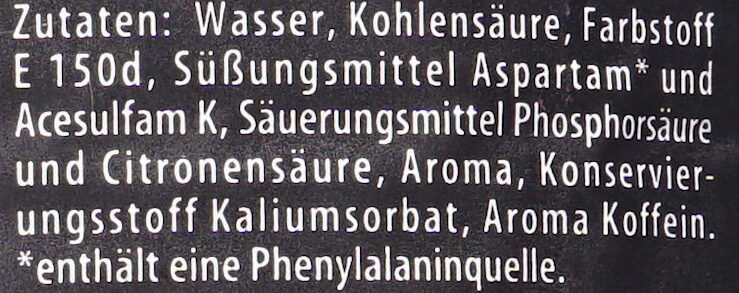 Zutaten: Wasser, Kohlensäure, Farbstoff
E 150d, Süßungsmittel Aspartam* und
Acesulfam K, Säuerungsmittel Phosphorsäure
und Citronensäure, Aroma, Konservier-
ungsstoff Kaliumsorbat, Aroma Koffein.
*enthält eine Phenylalaninquelle.